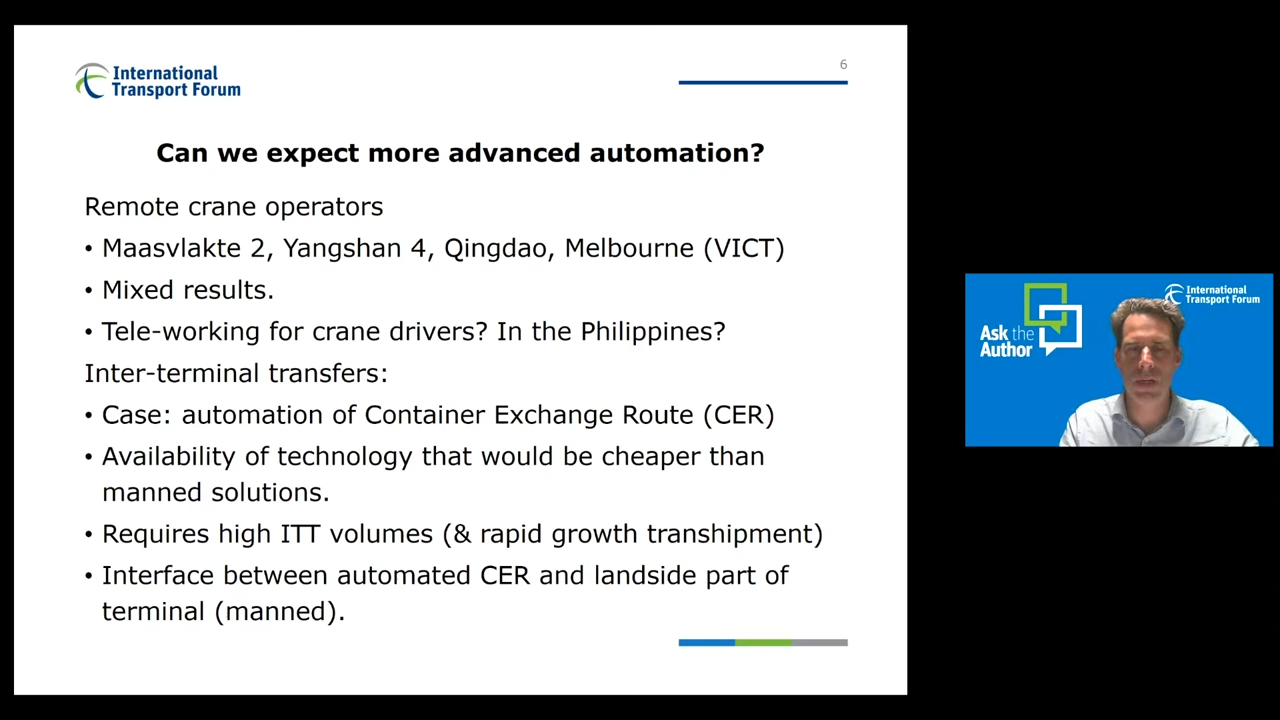 International
Transport Forum
6
Can we expect more advanced automation?
Remote crane operators
• Maasvlakte 2, Yangshan 4, Qingdao, Melbourne (VICT)
• Mixed results.
• Tele-working for crane drivers? In the Philippines?
Inter-terminal transfers:
• Case: automation of Container Exchange Route (CER)
• Availability of technology that would be cheaper than
manned solutions.
• Requires high ITT volumes (& rapid growth transhipment)
• Interface between automated CER and landside part of
terminal (manned).
International
Transport Forum
Ask the
Author